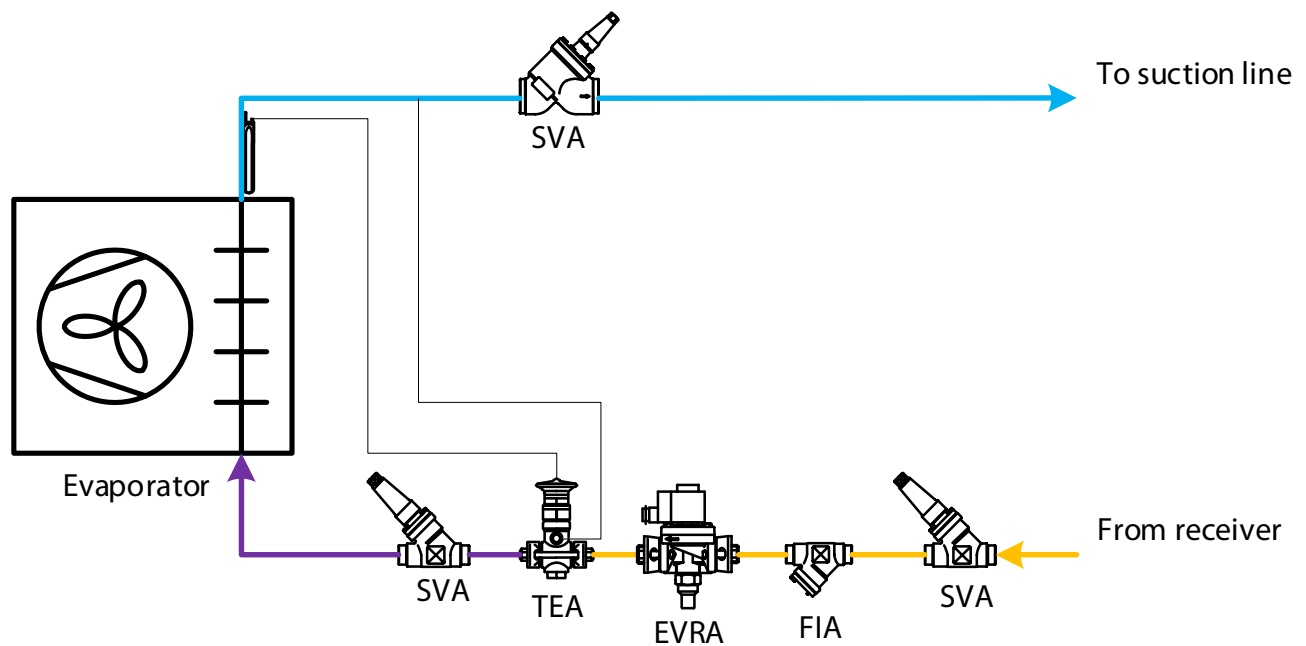 To suction line
SVA
Evaporator
From receiver
SVA
TEA
EVRA
FIA
SVA